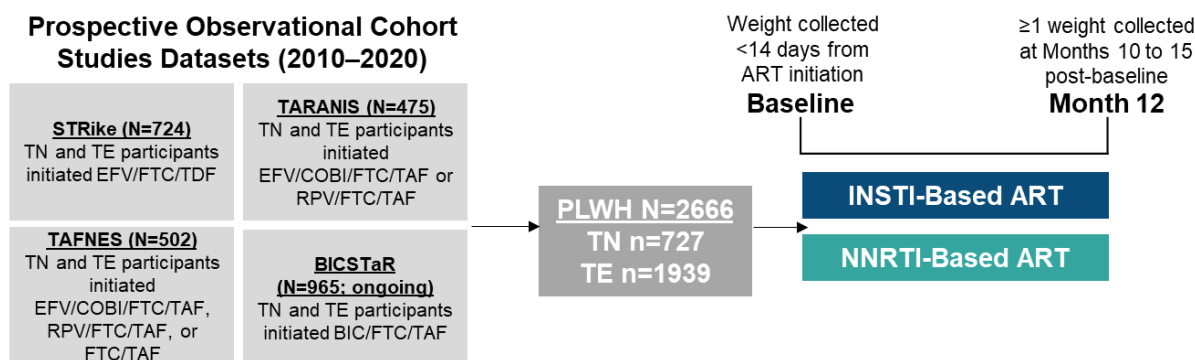 Prospective Observational Cohort
Studies Datasets (2010–2020)
STRike (N=724)
TN and TE participants
initiated EFV/FTC/TDF
TARANIS (N=475)
TN and TE participants
initiated
EFV/COBI/FTC/TAF or
RPV/FTC/TAF
TAFNES (N=502)
TN and TE participants
initiated
EFV/COBI/FTC/TAF,
RPV/FTC/TAF, or
FTC/TAF
BICSTaR
(N=965; ongoing)
TN and TE participants
initiated BIC/FTC/TAF
PLWH N=2666
TN n=727
TE n=1939
Weight collected
<14 days from
ART initiation
Baseline
≥1 weight collected
at Months 10 to 15
post-baseline
Month 12
INSTI-Based ART
NNRTI-Based ART